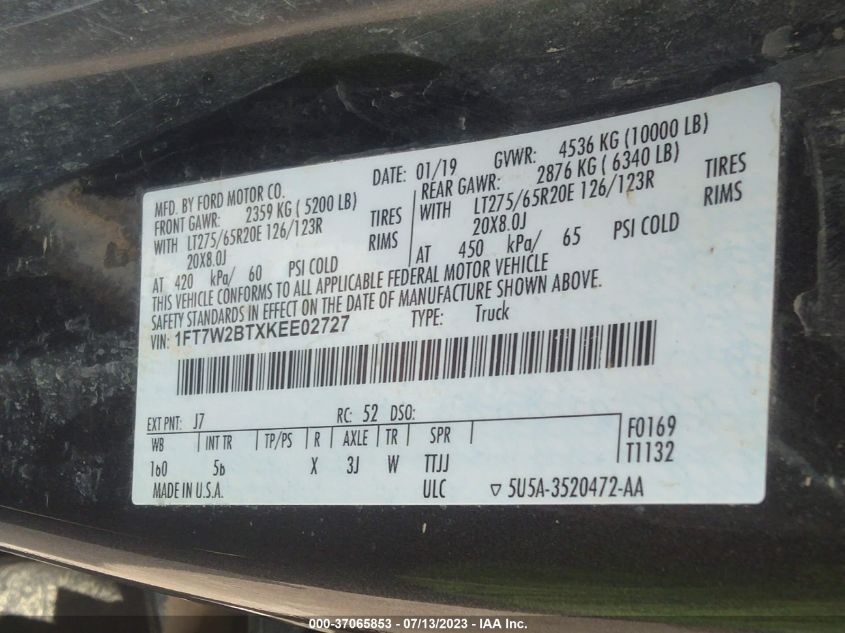 MFD. BY FORD MOTOR CO.
DATE: 01/19 GVWR: 4536 KG (10000 LB)
FRONT GAWR: 2359 KG ( 5200 LB)
REAR GAWR: 2876 KG ( 6340 LB)
WITH LT275/65R20E 126/123R TIRES
WITH LT275/65R20E 126/123R TIRES
20X8.0J RIMS
20X8.0J RIMS
AT 420 kPa/ 60 PSI COLD
AT 450 kPa/ 65 PSI COLD
THIS VEHICLE CONFORMS TO ALL APPLICABLE FEDERAL MOTOR VEHICLE
SAFETY STANDARDS IN EFFECT ON THE DATE OF MANUFACTURE SHOWN ABOVE.
VIN: 1FT7W2BTXKEE02727 TYPE: Truck
EXT PNT: J7 RC: 52 DSO:
WB INT TR TP/PS R AXLE TR SPR
160 5b X 3J W TTJJ
F0169
T1132
MADE IN U.S.A. ULC ▽ 5U5A-3520472-AA
000-37065853 / 07/13/2023 - IAA Inc.